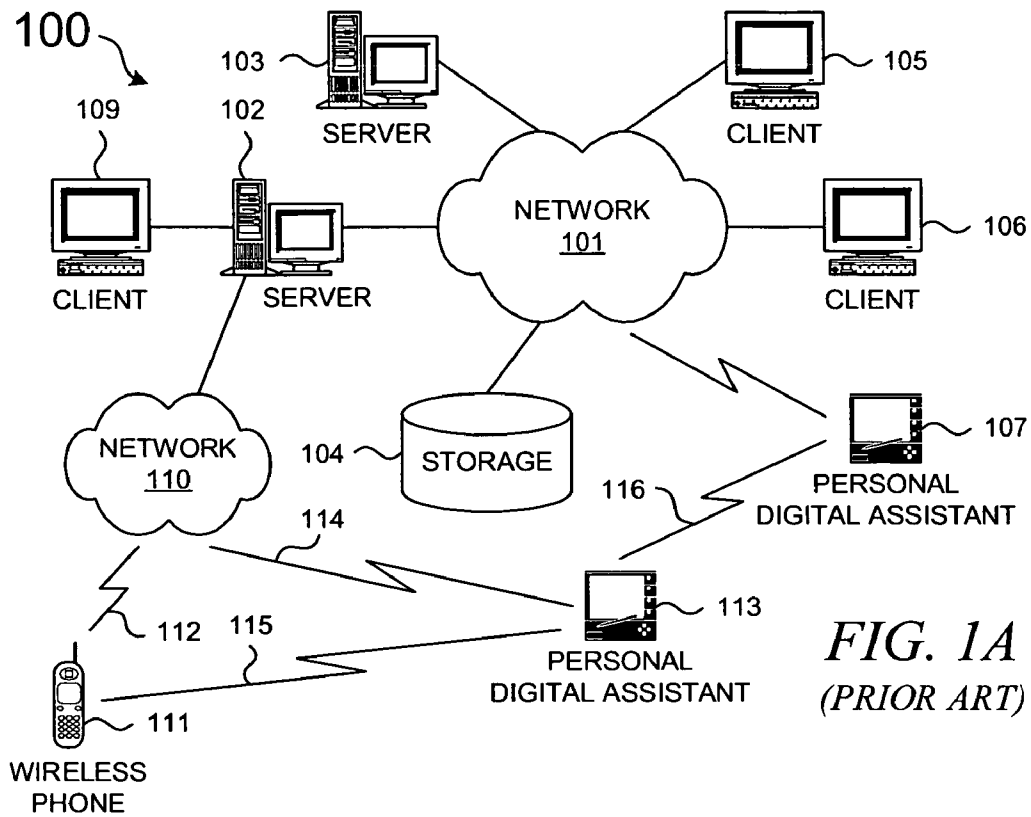 100
103
SERVER
105
CLIENT
109
CLIENT
102
SERVER
NETWORK
101
106
CLIENT
NETWORK
110
104
STORAGE
107
PERSONAL
DIGITAL ASSISTANT
116
114
112
115
113
PERSONAL
DIGITAL ASSISTANT
111
WIRELESS
PHONE
FIG. 1A
(PRIOR ART)